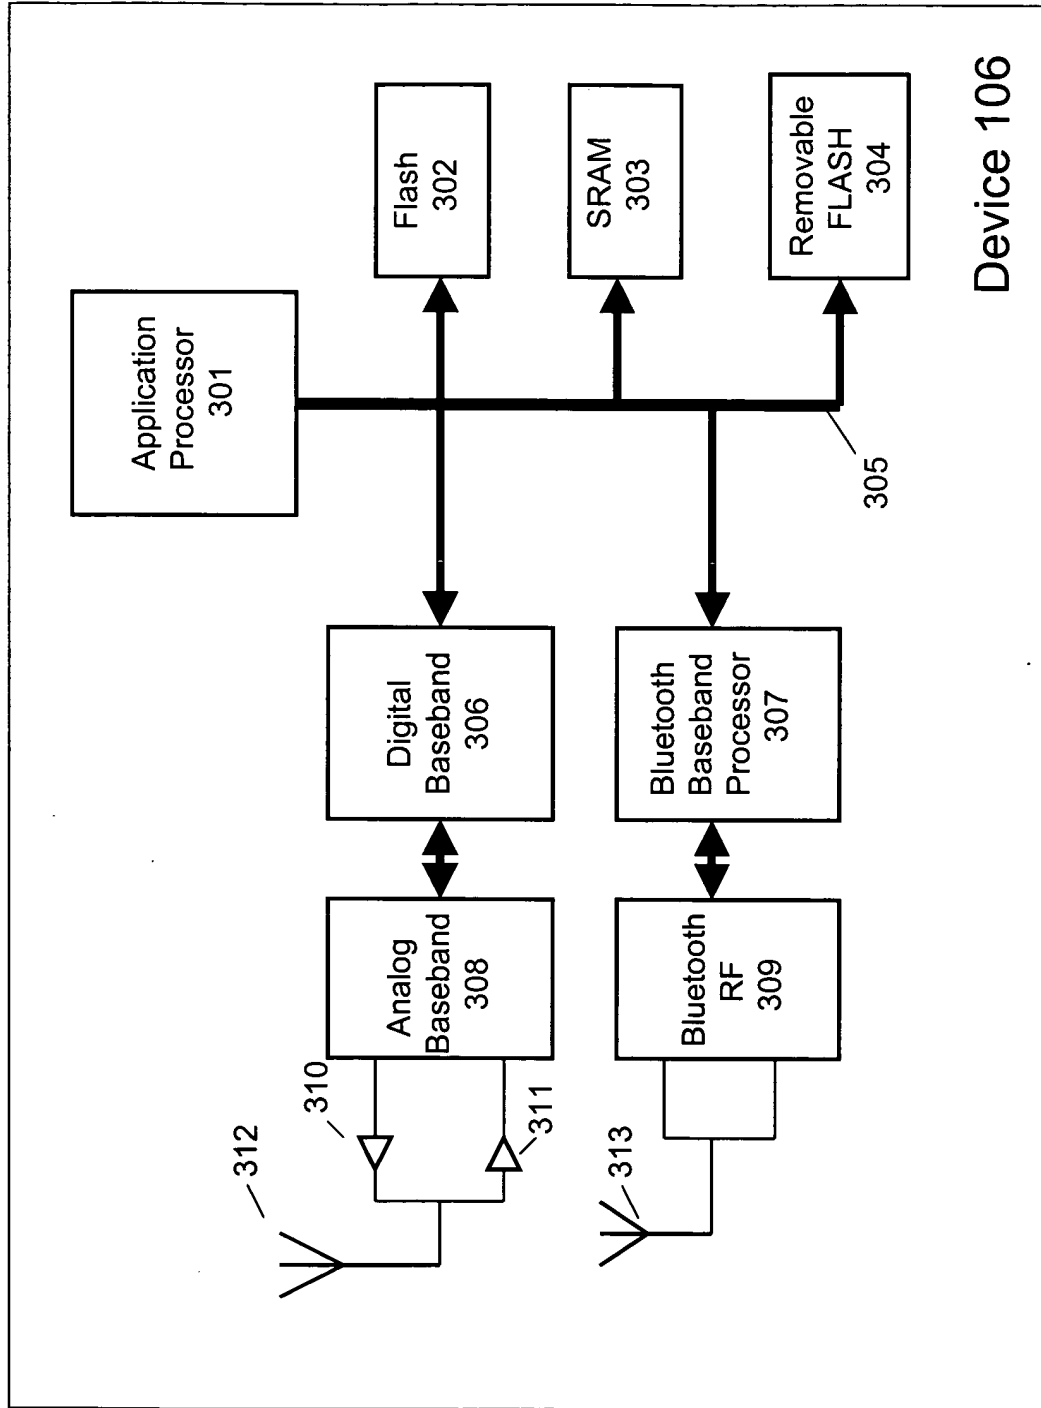 Application
Processor
301
Flash
302
SRAM
303
Removable
FLASH
304
305
Digital
Baseband
306
Bluetooth
Baseband
Processor
307
Analog
Baseband
308
Bluetooth
RF
309
310
311
312
313
Device 106